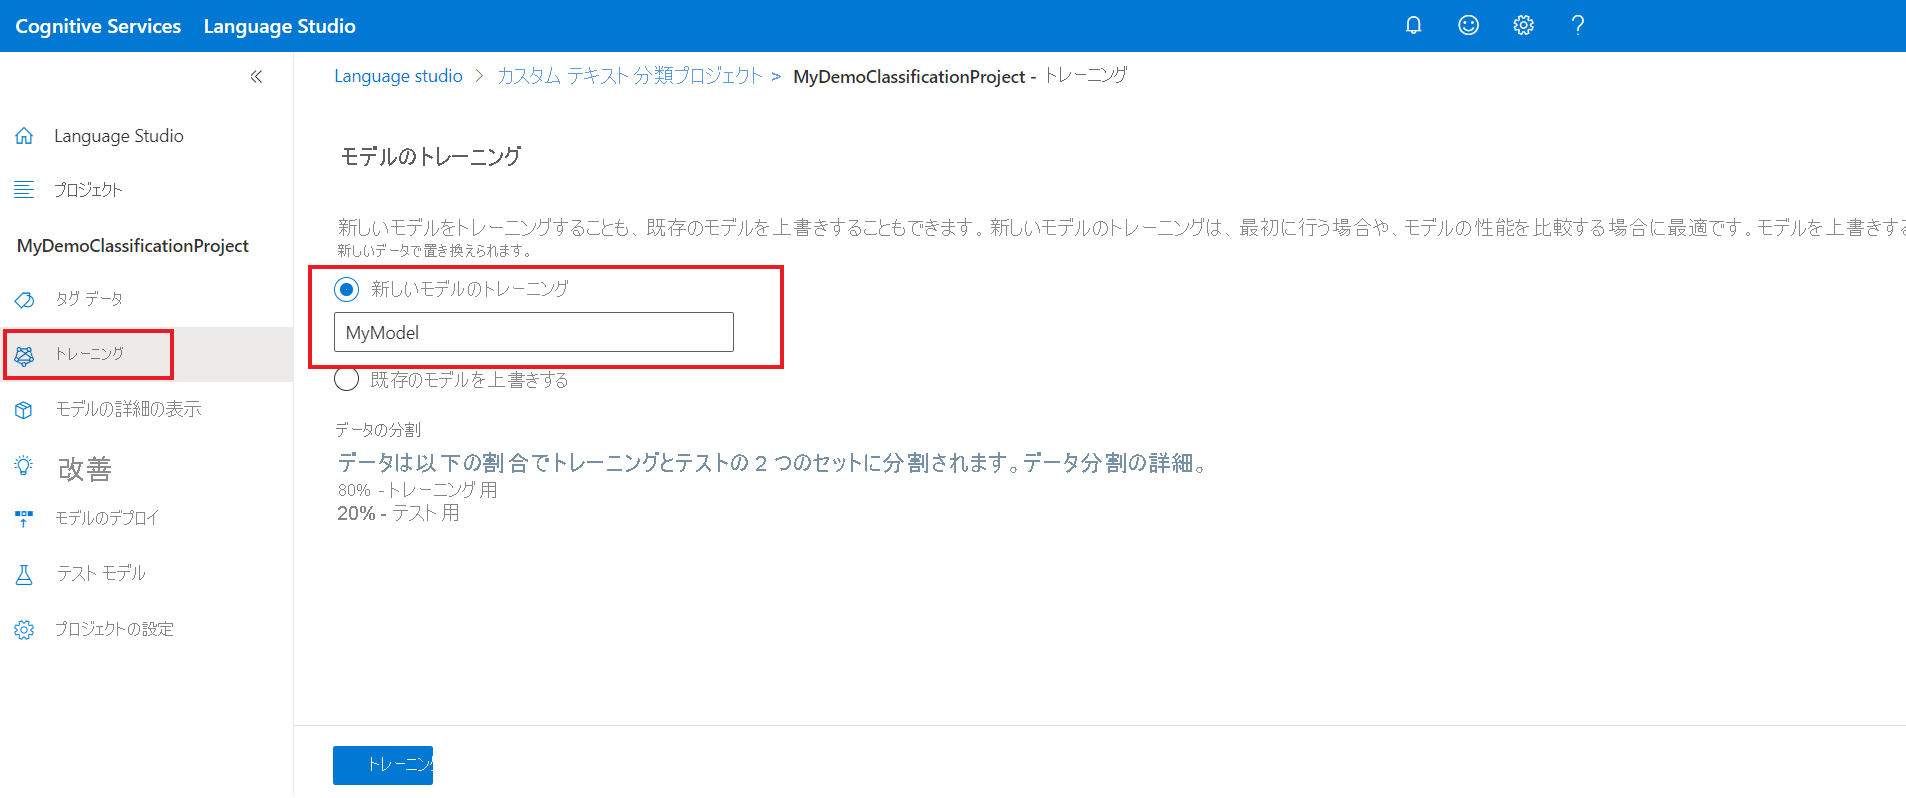 Cognitive Services Language Studio
Language studio > カスタム テキスト 分類プロジェクト > MyDemoClassificationProject - トレーニング
Language Studio
プロジェクト
MyDemoClassificationProject
タグ データ
トレーニング
モデルの詳細の表示
改善
モデルのデプロイ
テスト モデル
プロジェクトの設定
モデルのトレーニング
新しいモデルをトレーニングすることも、既存のモデルを上書きすることもできます。新しいモデルのトレーニングは、最初に行う場合や、モデルの性能を比較する場合に最適です。モデルを上書きする
新しいデータで置き換えられます。
新しいモデルのトレーニング
MyModel
既存のモデルを上書きする
データの分割
データは以下の割合でトレーニングとテストの 2 つのセットに分割されます。データ分割の詳細。
80% - トレーニング用
20% - テスト用
トレーニング